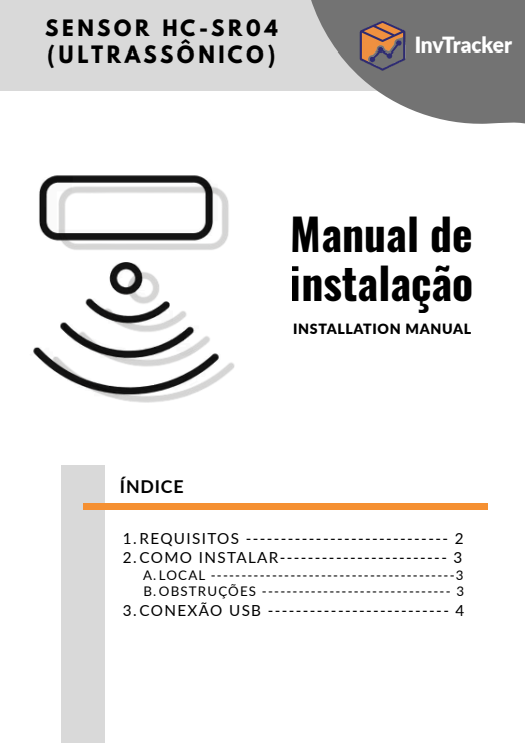 SENSOR HC-SR04
(ULTRASSÔNICO)
InvTracker
Manual de
instalação
INSTALLATION MANUAL
ÍNDICE
1. REQUISITOS ----------------------------- 2
2. COMO INSTALAR------------------------ 3
A. LOCAL -----------------------------------3
B. OBSTRUÇÕES --------------------------- 3
3. CONEXÃO USB -------------------------- 4